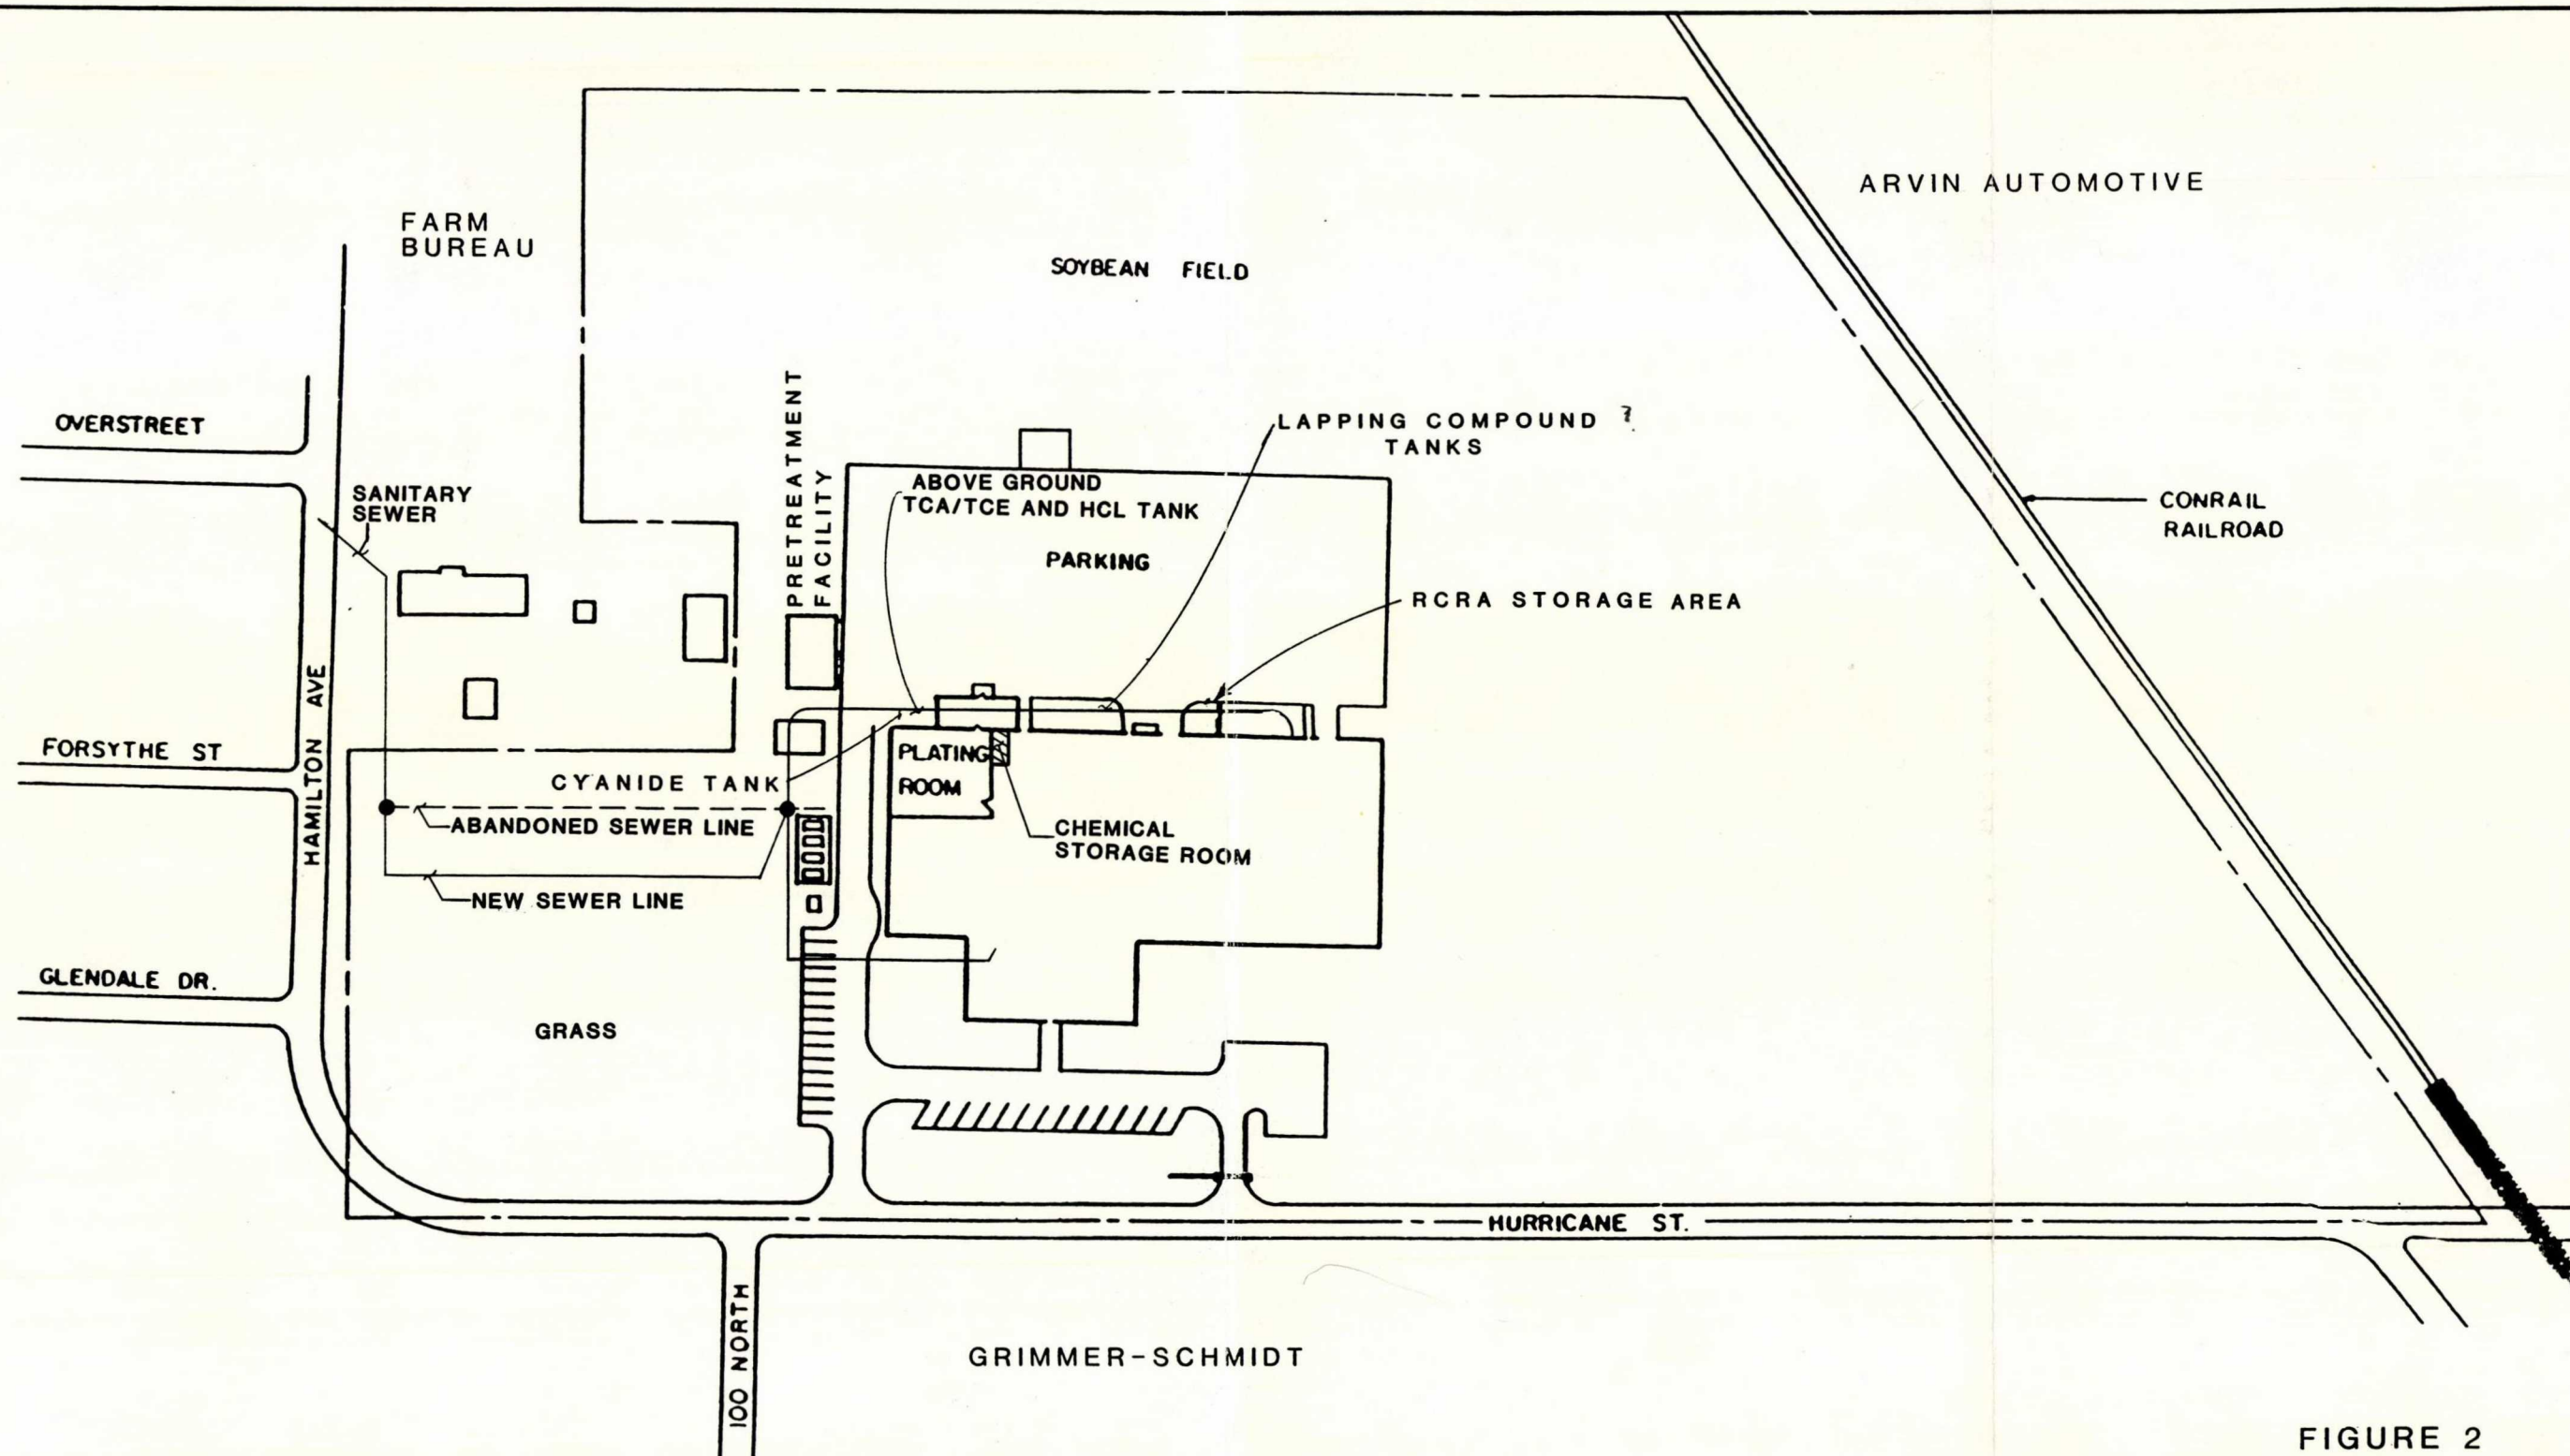 ARVIN AUTOMOTIVE
FARM
BUREAU
SOYBEAN FIELD
OVERSTREET
LAPPING COMPOUND ?
TANKS
PRETREATMENT
FACILITY
ABOVE GROUND
TCA/TCE AND HCL TANK
SANITARY
SEWER
CONRAIL
RAILROAD
PARKING
RCRA STORAGE AREA
HAMILTON AVE
FORSYTHE ST
PLATING
ROOM
CYANIDE TANK
ABANDONED SEWER LINE
CHEMICAL
STORAGE ROOM
NEW SEWER LINE
GLENDALE DR.
GRASS
HURRICANE ST.
100 NORTH
GRIMMER-SCHMIDT
FIGURE 2